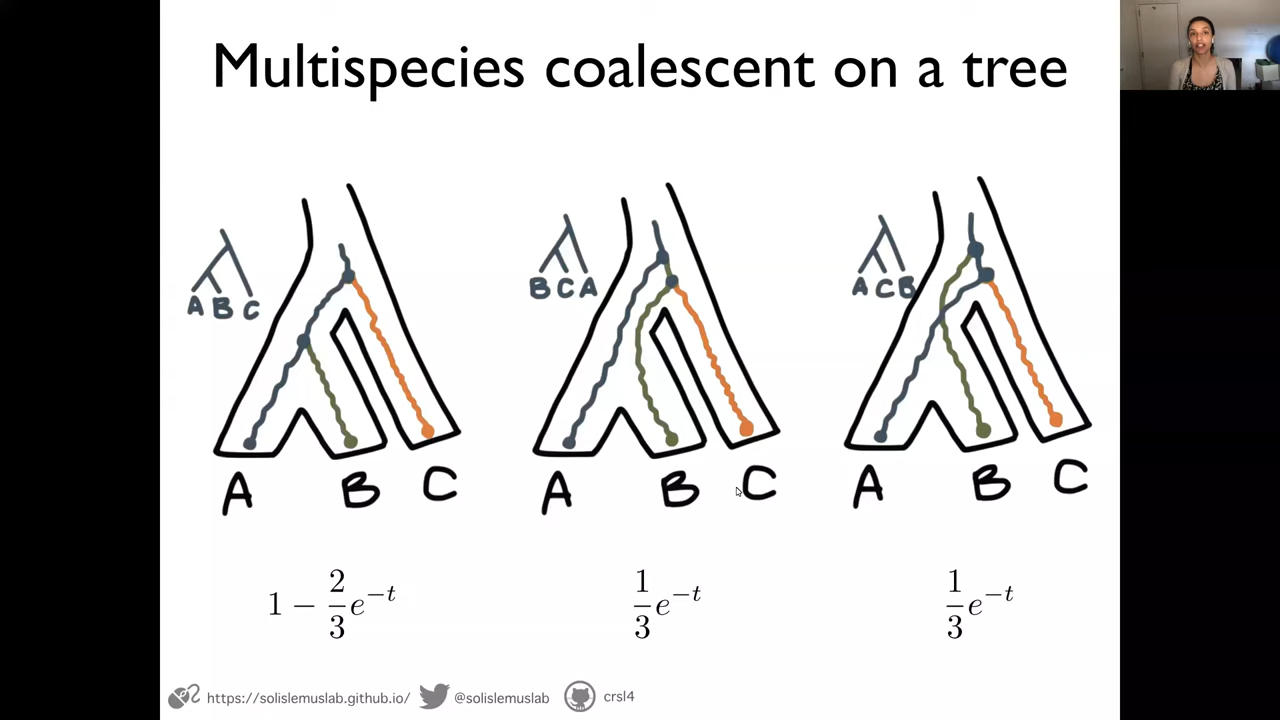 Multispecies coalescent on a tree
A B C
B C A
A C B
A B C
A B C
A B C
1 − 2/3 e^{−t}
1/3 e^{−t}
1/3 e^{−t}
https://solislemuslab.github.io/ @solislemuslab crsl4